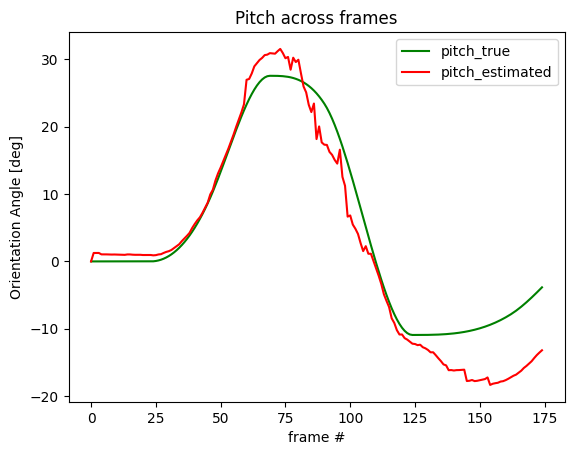 Pitch across frames
pitch_true
pitch_estimated
Orientation Angle [deg]
30
20
10
0
−10
−20
0 25 50 75 100 125 150 175
frame #